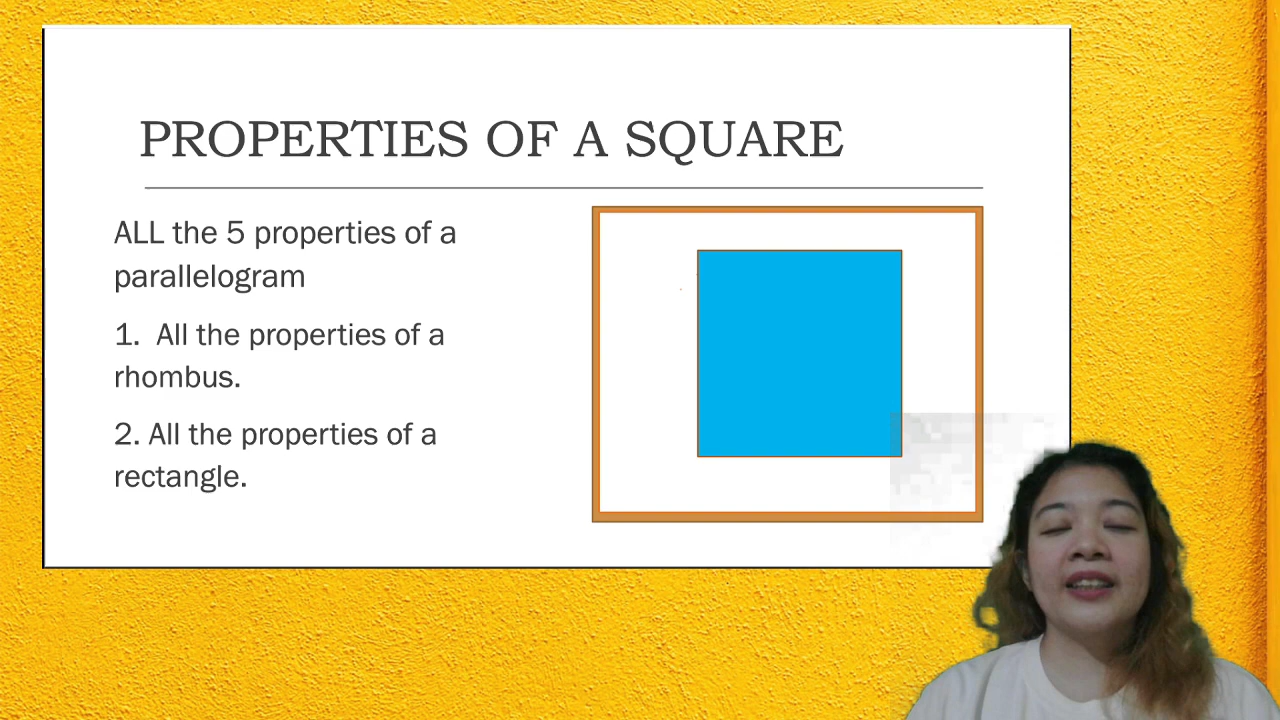 PROPERTIES OF A SQUARE
ALL the 5 properties of a
parallelogram
1. All the properties of a
rhombus.
2. All the properties of a
rectangle.